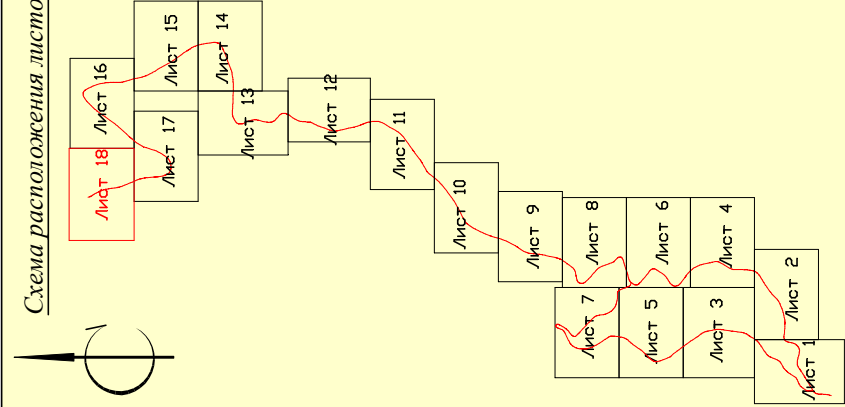 Схема расположения листо
Лист 1
Лист 2
Лист 3
Лист 4
Лист 5
Лист 6
Лист 7
Лист 8
Лист 9
Лист 10
Лист 11
Лист 12
Лист 13
Лист 14
Лист 15
Лист 16
Лист 17
Лист 18